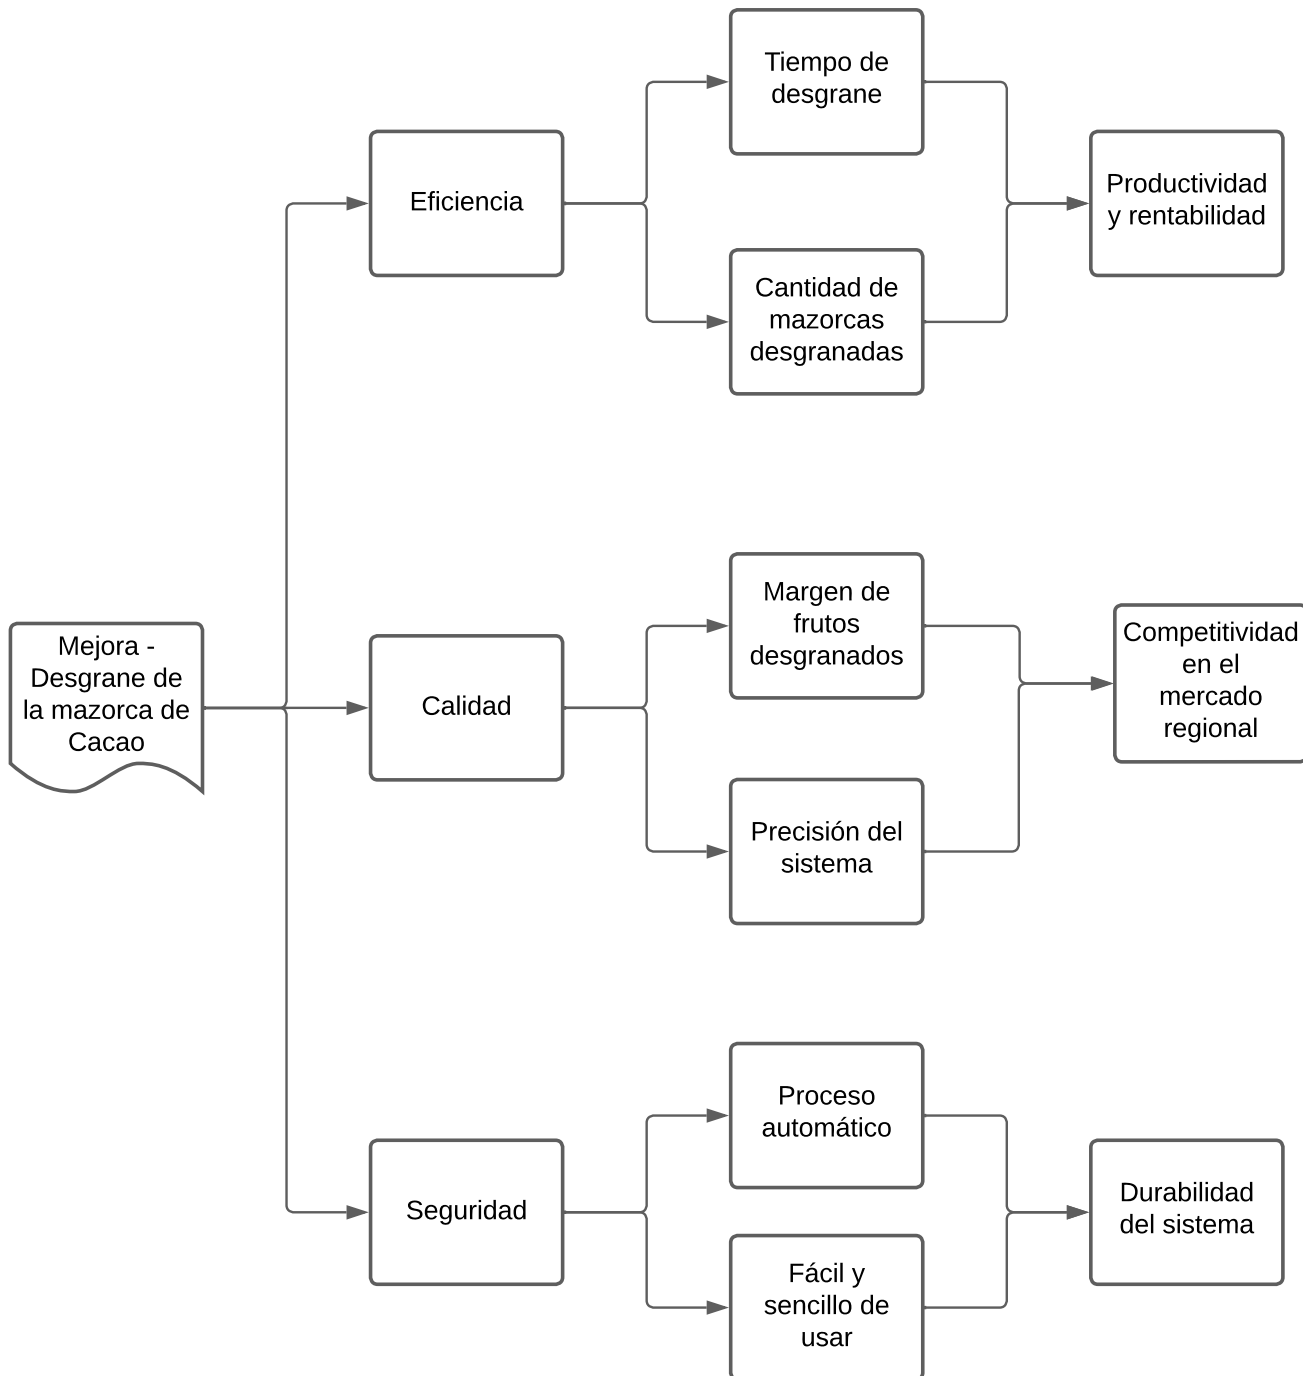 Mejora -
Desgrane de
la mazorca de
Cacao
Eficiencia
Tiempo de
desgrane
Cantidad de
mazorcas
desgranadas
Productividad
y rentabilidad
Calidad
Margen de
frutos
desgranados
Precisión del
sistema
Competitividad
en el
mercado
regional
Seguridad
Proceso
automático
Fácil y
sencillo de
usar
Durabilidad
del sistema